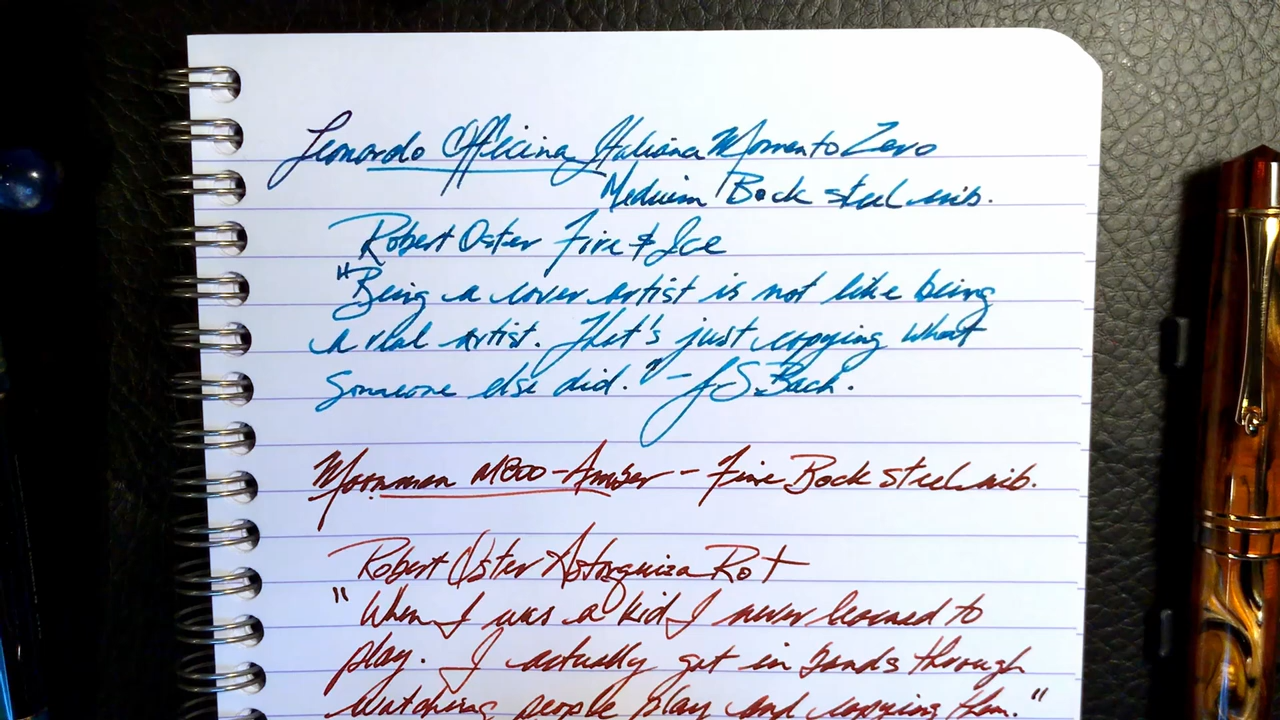 Leonardo Officina Italiana Momento Zero
Medium Bock steel nib.
Robert Oster Fire & Ice
"Being a cover artist is not like being
a real artist. That's just copying what
someone else did." - J.S. Bach.
Moonman M800 - Amber - Fine Bock steel nib.
Robert Oster Astorquiza Rot
"When I was a kid I never learned to
play. I actually got in bands through
watching people play and copying them."